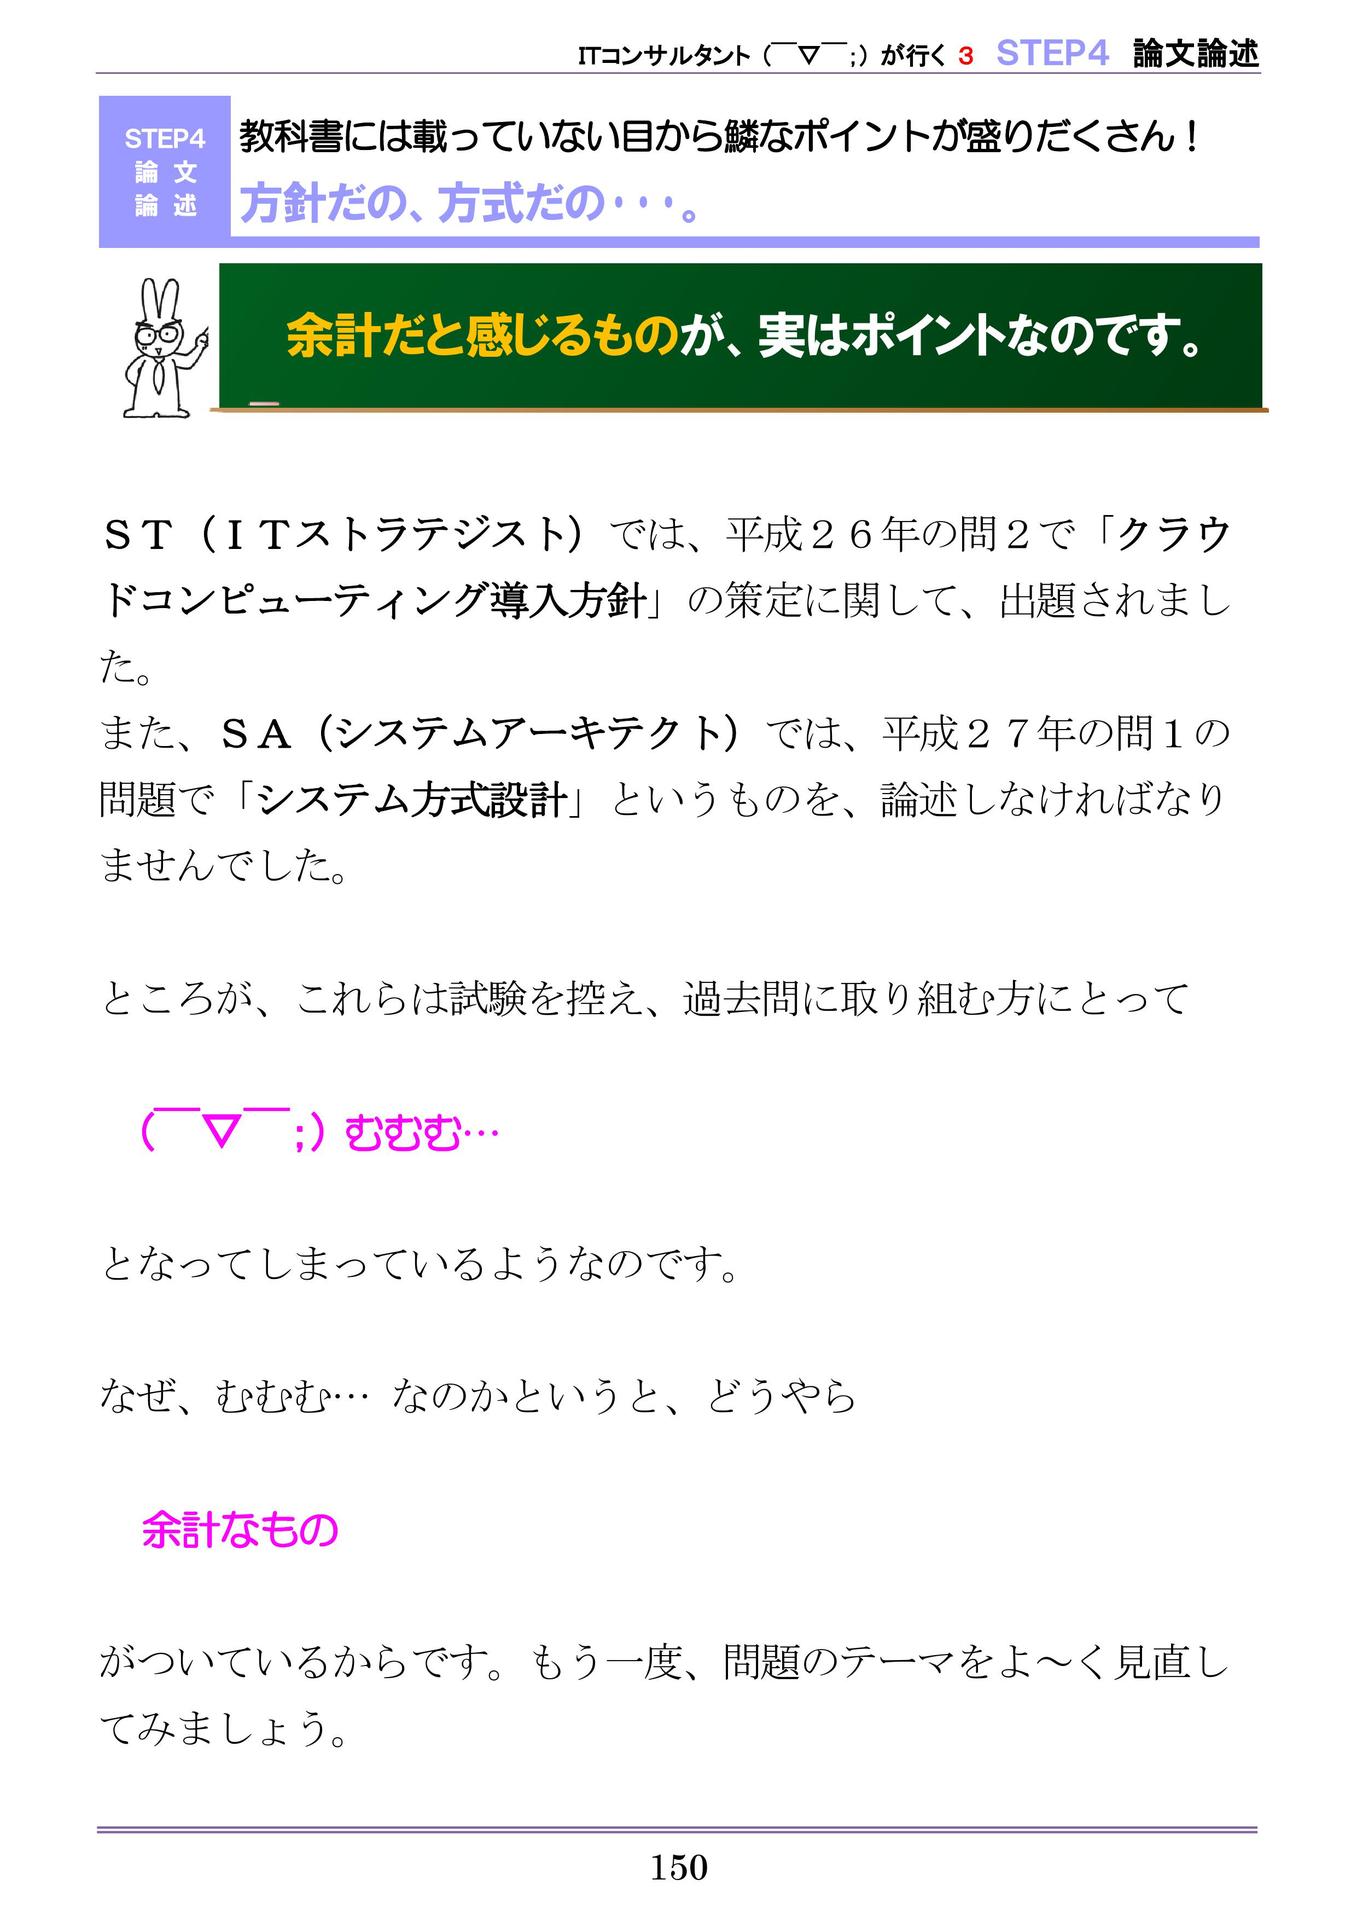 ITコンサルタント（￣▽￣；）が行く 3 STEP4 論文論述
STEP4
論 文
論 述
教科書には載っていない目から鱗なポイントが盛りだくさん！
方針だの、方式だの・・・。
余計だと感じるものが、実はポイントなのです。
ＳＴ（ＩＴストラテジスト）では、平成２６年の問２で「クラウ
ドコンピューティング導入方針」の策定に関して、出題されまし
た。
また、ＳＡ（システムアーキテクト）では、平成２７年の問１の
問題で「システム方式設計」というものを、論述しなければなり
ませんでした。
ところが、これらは試験を控え、過去問に取り組む方にとって
（￣▽￣；）むむむ…
となってしまっているようなのです。
なぜ、むむむ… なのかというと、どうやら
余計なもの
がついているからです。もう一度、問題のテーマをよ～く見直し
てみましょう。
150